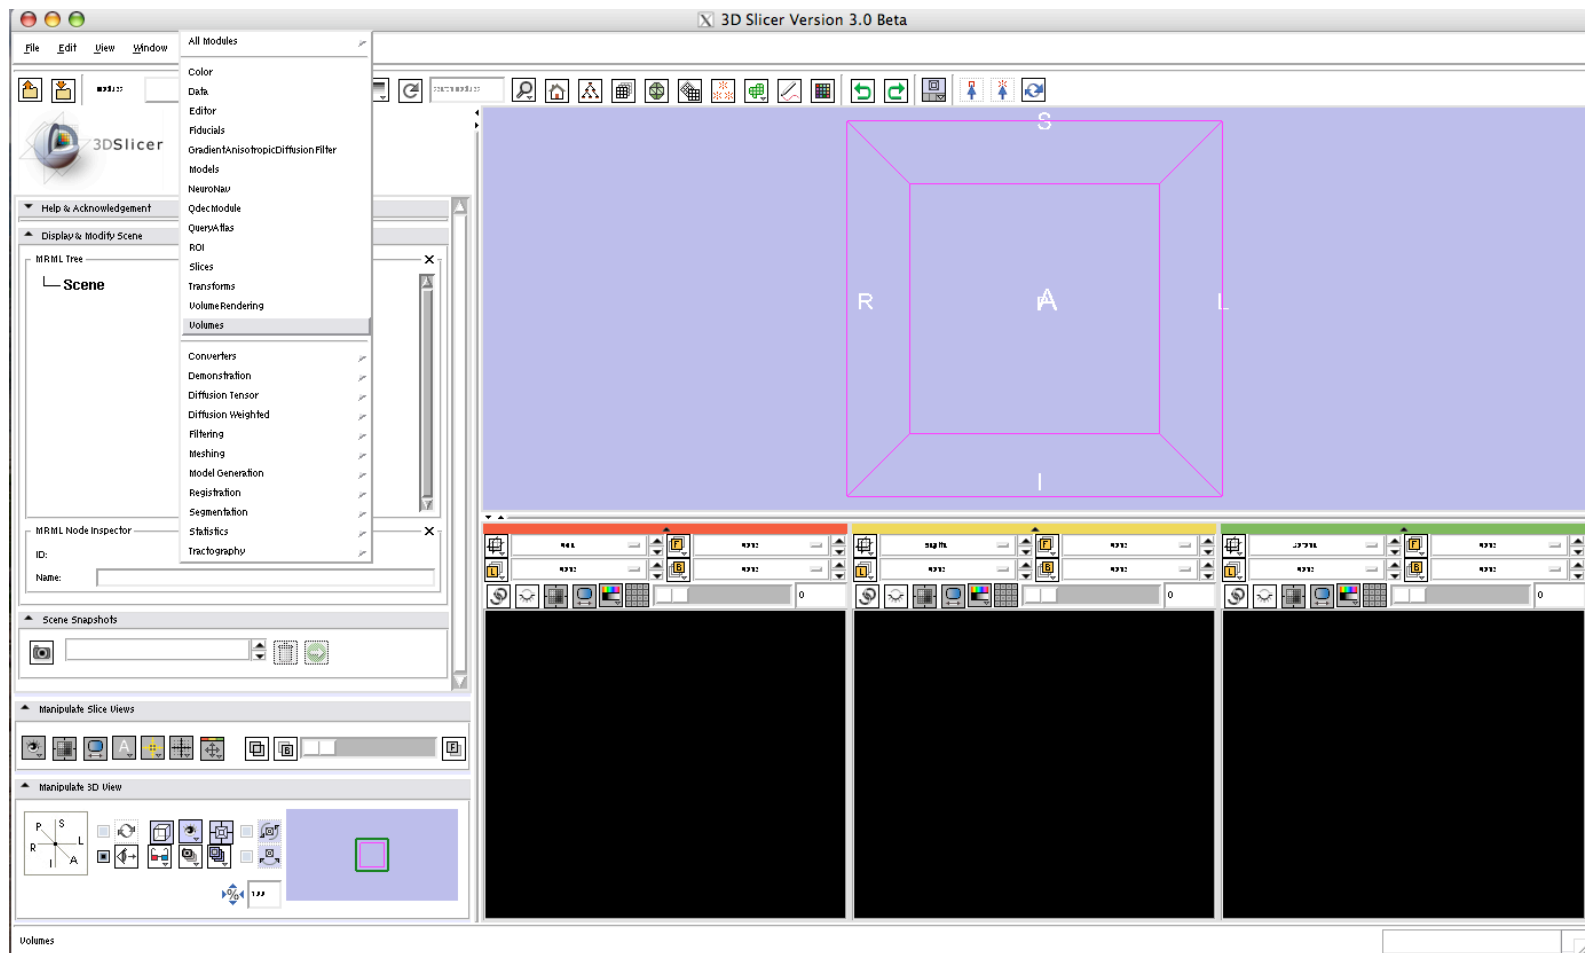 3D Slicer Version 3.0 Beta
File Edit View Window
All Modules
Color
Data
Editor
Fiducials
GradientAnisotropicDiffusionFilter
Models
NeuroNav
QdecModule
QueryAtlas
ROI
Slices
Transforms
VolumeRendering
Volumes
Converters
Demonstration
Diffusion Tensor
Diffusion Weighted
Filtering
Meshing
Model Generation
Registration
Segmentation
Statistics
Tractography
3DSlicer
Help & Acknowledgement
Display & Modify Scene
MRML Tree
Scene
MRML Node Inspector
ID:
Name:
Scene Snapshots
Manipulate Slice Views
A
B
F
Manipulate 3D View
P S
R L
I A
%
S
R A L
P
I
F
L B
0
F
L B
0
F
L B
0
Volumes